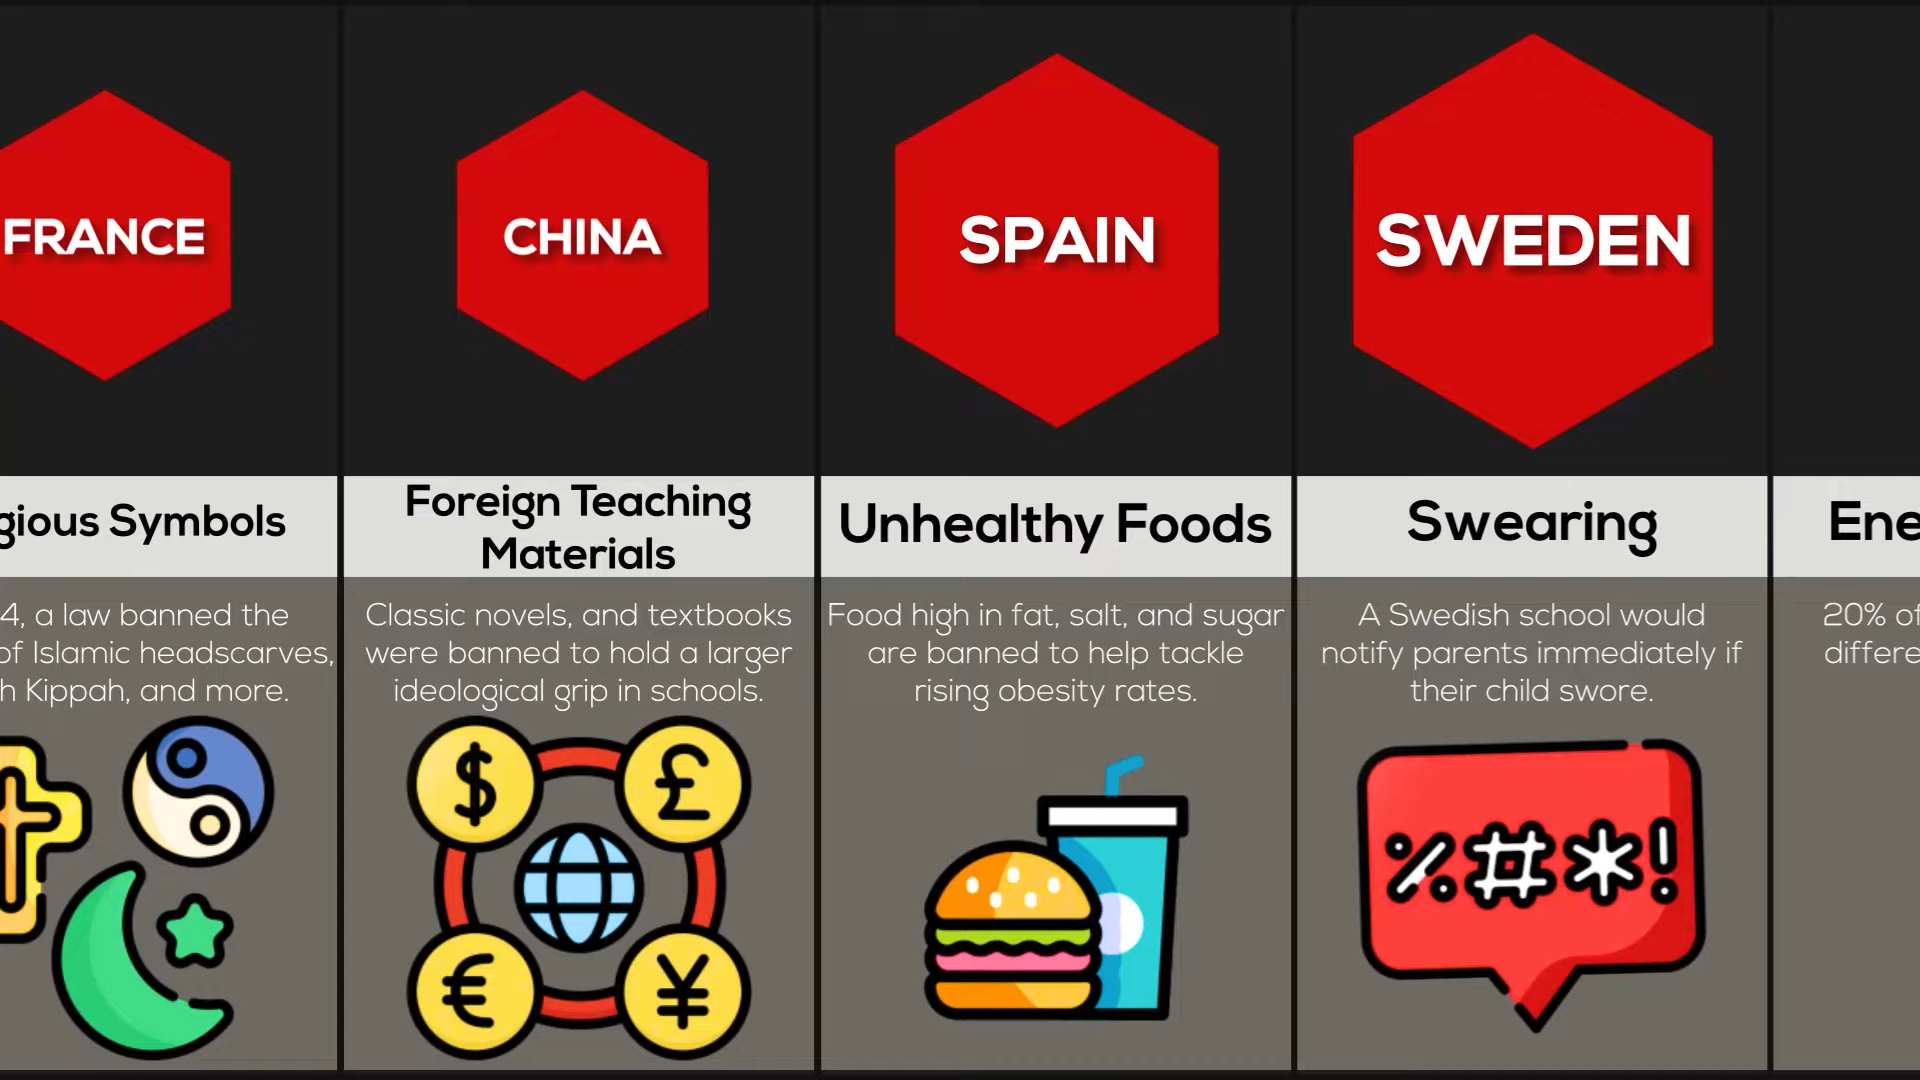 FRANCE
gious Symbols
4, a law banned the
of Islamic headscarves,
h Kippah, and more.
CHINA
Foreign Teaching
Materials
Classic novels, and textbooks
were banned to hold a larger
ideological grip in schools.
$ £
€ ¥
SPAIN
Unhealthy Foods
Food high in fat, salt, and sugar
are banned to help tackle
rising obesity rates.
SWEDEN
Swearing
A Swedish school would
notify parents immediately if
their child swore.
%#*!
Ene
20% of
differe